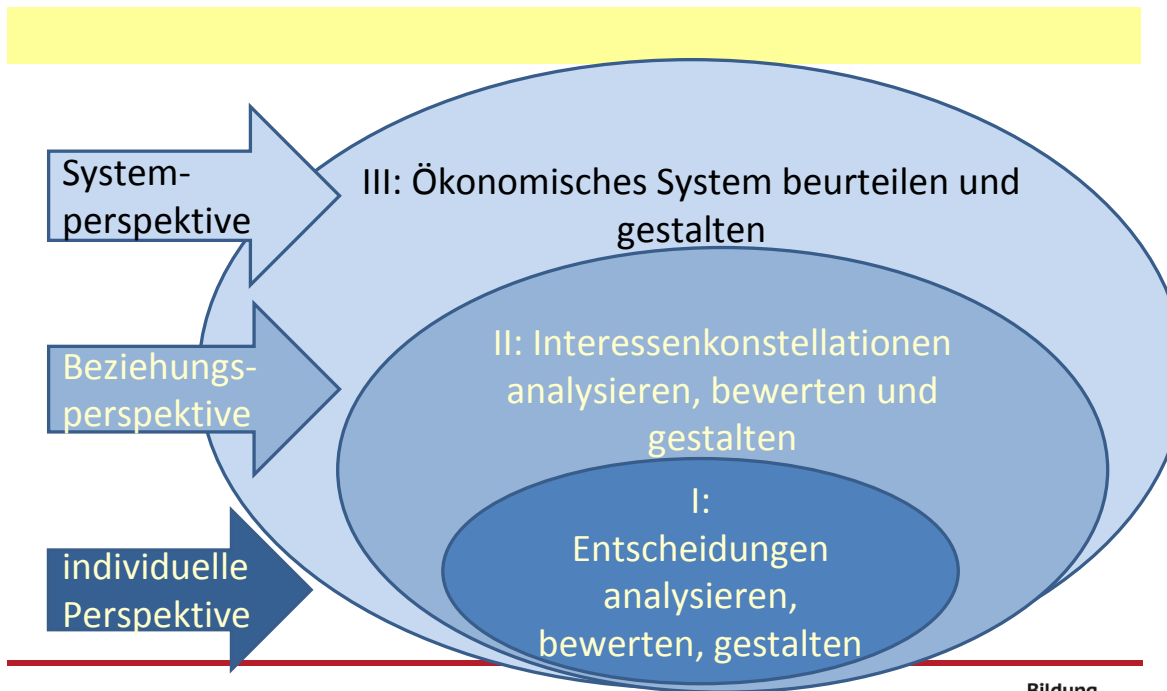 System-
perspektive
III: Ökonomisches System beurteilen und
gestalten
Beziehungs-
perspektive
II: Interessenkonstellationen
analysieren, bewerten und
gestalten
individuelle
Perspektive
I:
Entscheidungen
analysieren,
bewerten, gestalten
Bildung